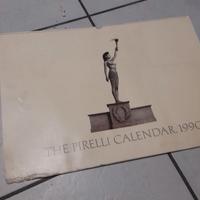 THE PIRELLI CALENDAR 1990